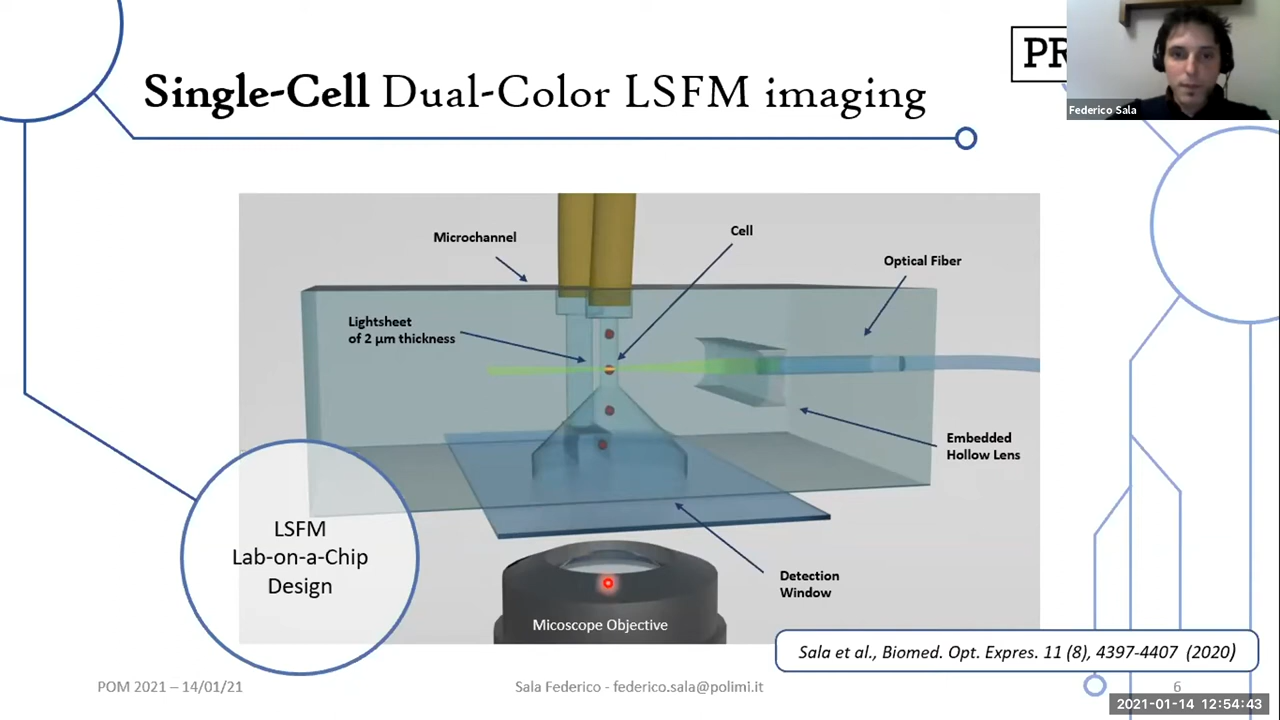 Single-Cell Dual-Color LSFM imaging
PR
Federico Sala
Microchannel
Cell
Optical Fiber
Lightsheet
of 2 µm thickness
Embedded
Hollow Lens
LSFM
Lab-on-a-Chip
Design
Detection
Window
Micoscope Objective
Sala et al., Biomed. Opt. Expres. 11 (8), 4397-4407 (2020)
POM 2021 – 14/01/21
Sala Federico - federico.sala@polimi.it
6
2021-01-14 12:54:43